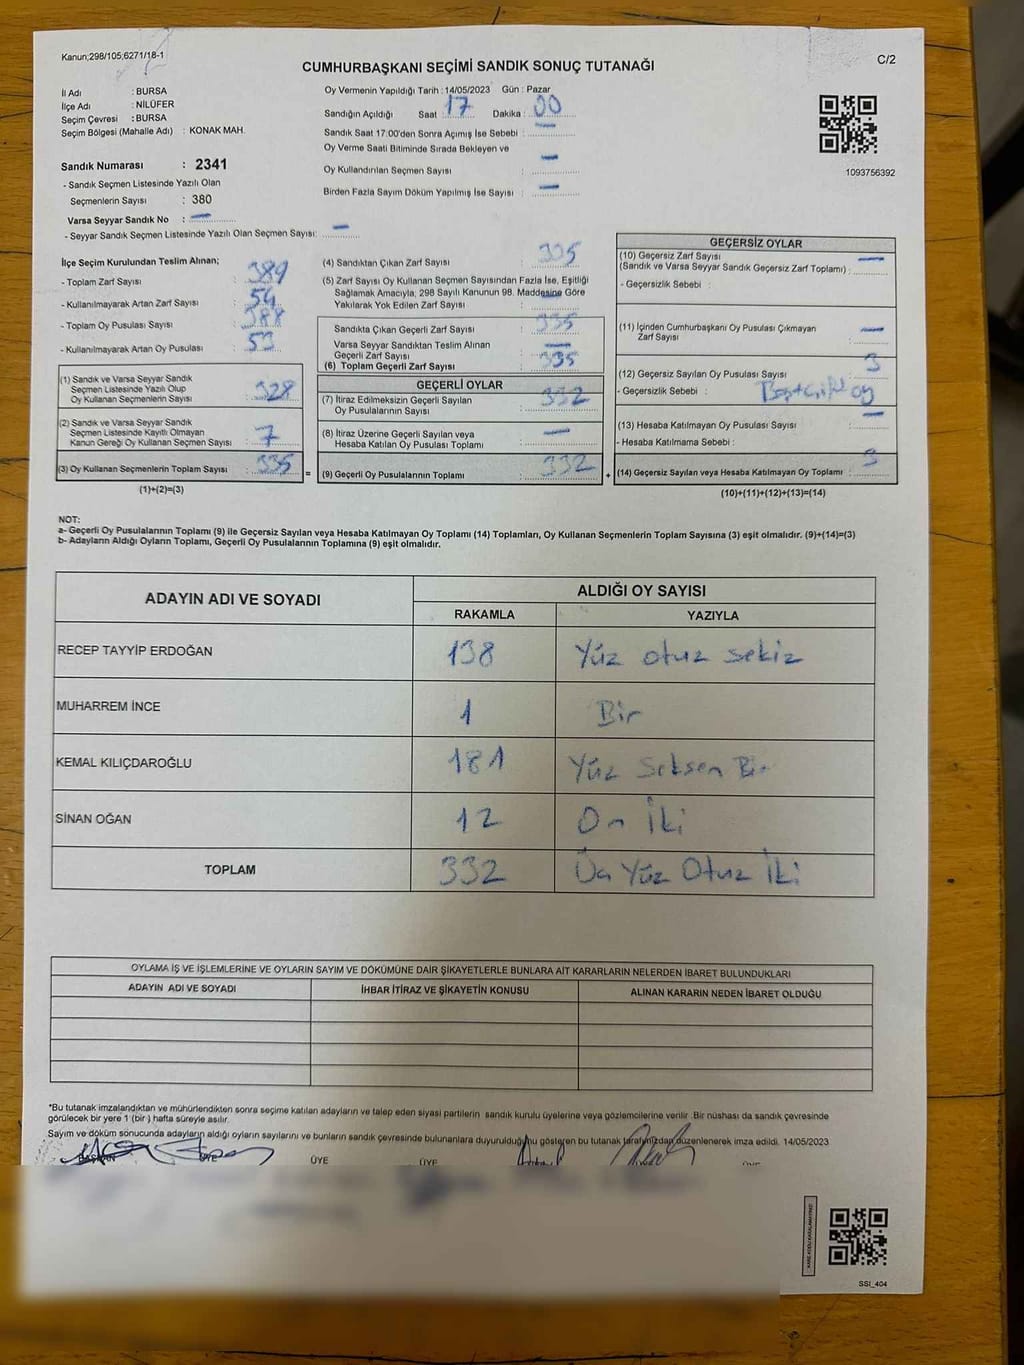 Kanun;298/105;6271/18-1
C/2
CUMHURBAŞKANI SEÇİMİ SANDIK SONUÇ TUTANAĞI
İl Adı : BURSA
İlçe Adı : NİLÜFER
Seçim Çevresi : BURSA
Seçim Bölgesi (Mahalle Adı) : KONAK MAH.
Sandık Numarası : 2341
- Sandık Seçmen Listesinde Yazılı Olan
Seçmenlerin Sayısı : 380
Varsa Seyyar Sandık No : —
- Seyyar Sandık Seçmen Listesinde Yazılı Olan Seçmen Sayısı: —
Oy Vermenin Yapıldığı Tarih : 14/05/2023 Gün : Pazar
Sandığın Açıldığı Saat : 17 Dakika : 00
Sandık Saat 17:00'den Sonra Açımış İse Sebebi : —
Oy Verme Saati Bitiminde Sırada Bekleyen ve
Oy Kullandırılan Seçmen Sayısı : —
Birden Fazla Sayım Döküm Yapılmış İse Sayısı : —
1093756392
İlçe Seçim Kurulundan Teslim Alınan;
- Toplam Zarf Sayısı : 389
- Kullanılmayarak Artan Zarf Sayısı : 54
- Toplam Oy Pusulası Sayısı : 388
- Kullanılmayarak Artan Oy Pusulası : 53
(1) Sandık ve Varsa Seyyar Sandık
Seçmen Listesinde Yazılı Olup
Oy Kullanan Seçmenlerin Sayısı : 328
(2) Sandık ve Varsa Seyyar Sandık
Seçmen Listesinde Kayıtlı Olmayan
Kanun Gereği Oy Kullanan Seçmen Sayısı : 7
(3) Oy Kullanan Seçmenlerin Toplam Sayısı : 335
(1)+(2)=(3)
=
(4) Sandıktan Çıkan Zarf Sayısı : 335
(5) Zarf Sayısı Oy Kullanan Seçmen Sayısından Fazla İse, Eşitliği
Sağlamak Amacıyla; 298 Sayılı Kanunun 98. Maddesine Göre
Yakılarak Yok Edilen Zarf Sayısı : —
Sandıkta Çıkan Geçerli Zarf Sayısı : 335
Varsa Seyyar Sandıktan Teslim Alınan
Geçerli Zarf Sayısı : —
(6) Toplam Geçerli Zarf Sayısı : 335
GEÇERLİ OYLAR
(7) İtiraz Edilmeksizin Geçerli Sayılan
Oy Pusulalarının Sayısı : 332
(8) İtiraz Üzerine Geçerli Sayılan veya
Hesaba Katılan Oy Pusulası Toplamı : —
(9) Geçerli Oy Pusulalarının Toplamı : 332
+
GEÇERSİZ OYLAR
(10) Geçersiz Zarf Sayısı
(Sandık ve Varsa Seyyar Sandık Geçersiz Zarf Toplamı) : —
- Geçersizlik Sebebi :
(11) İçinden Cumhurbaşkanı Oy Pusulası Çıkmayan
Zarf Sayısı : —
(12) Geçersiz Sayılan Oy Pusulası Sayısı : 3
- Geçersizlik Sebebi : oy
(13) Hesaba Katılmayan Oy Pusulası Sayısı : —
- Hesaba Katılmama Sebebi :
(14) Geçersiz Sayılan veya Hesaba Katılmayan Oy Toplamı : 3
(10)+(11)+(12)+(13)=(14)
NOT:
a- Geçerli Oy Pusulalarının Toplamı (9) ile Geçersiz Sayılan veya Hesaba Katılmayan Oy Toplamı (14) Toplamları, Oy Kullanan Seçmenlerin Toplam Sayısına (3) eşit olmalıdır. (9)+(14)=(3)
b- Adayların Aldığı Oyların Toplamı, Geçerli Oy Pusulalarının Toplamına (9) eşit olmalıdır.
ADAYIN ADI VE SOYADI
ALDIĞI OY SAYISI
RAKAMLA YAZIYLA
RECEP TAYYİP ERDOĞAN 138 Yüz otuz sekiz
MUHARREM İNCE 1 Bir
KEMAL KILIÇDAROĞLU 181 Yüz Seksen Bir
SİNAN OĞAN 12 On İki
TOPLAM 332 Üç Yüz Otuz İki
OYLAMA İŞ VE İŞLEMLERİNE VE OYLARIN SAYIM VE DÖKÜMÜNE DAİR ŞİKAYETLERLE BUNLARA AİT KARARLARIN NELERDEN İBARET BULUNDUKLARI
ADAYIN ADI VE SOYADI İHBAR İTİRAZ VE ŞİKAYETİN KONUSU ALINAN KARARIN NEDEN İBARET OLDUĞU
*Bu tutanak imzalandıktan ve mühürlendikten sonra seçime katılan adayların ve talep eden siyasi partilerin sandık kurulu üyelerine veya gözlemcilerine verilir .Bir nüshası da sandık çevresinde
görülecek bir yere 1 (bir ) hafta süreyle asılır.
Sayım ve döküm sonucunda adayların aldığı oyların sayılarını ve bunların sandık çevresinde bulunanlara duyurulduğunu gösteren bu tutanak tarafımızdan düzenlenerek imza edildi. 14/05/2023
BAŞKAN ÜYE ÜYE ÜYE
SSI_404